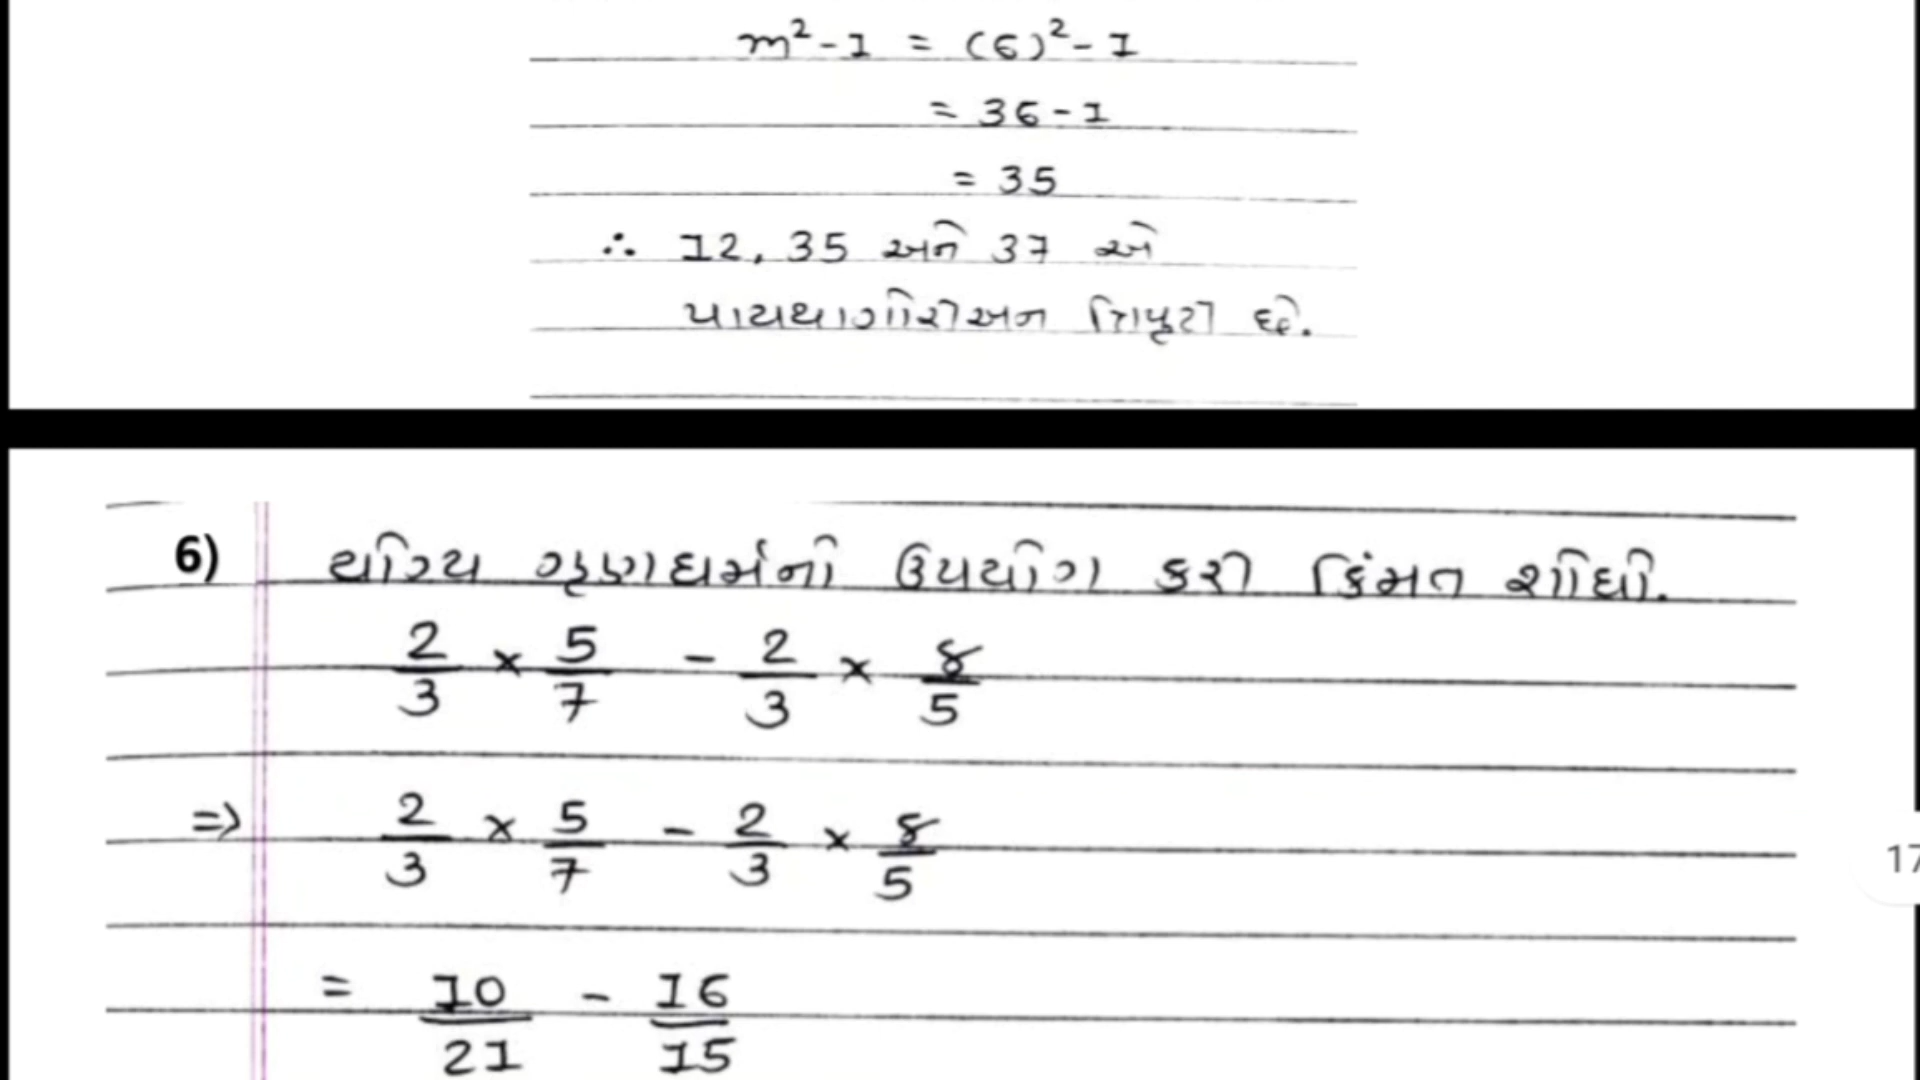 m² - 1 = (6)² - 1
= 36 - 1
= 35
∴ 12, 35 અને 37 એ
પાયથાગોરીઅન ત્રિપુટી છે.
6) યોગ્ય ગુણધર્મનો ઉપયોગ કરી કિંમત શોધો.
2/3 × 5/7 - 2/3 × 8/5
⇒ 2/3 × 5/7 - 2/3 × 8/5
17
= 10/21 - 16/15